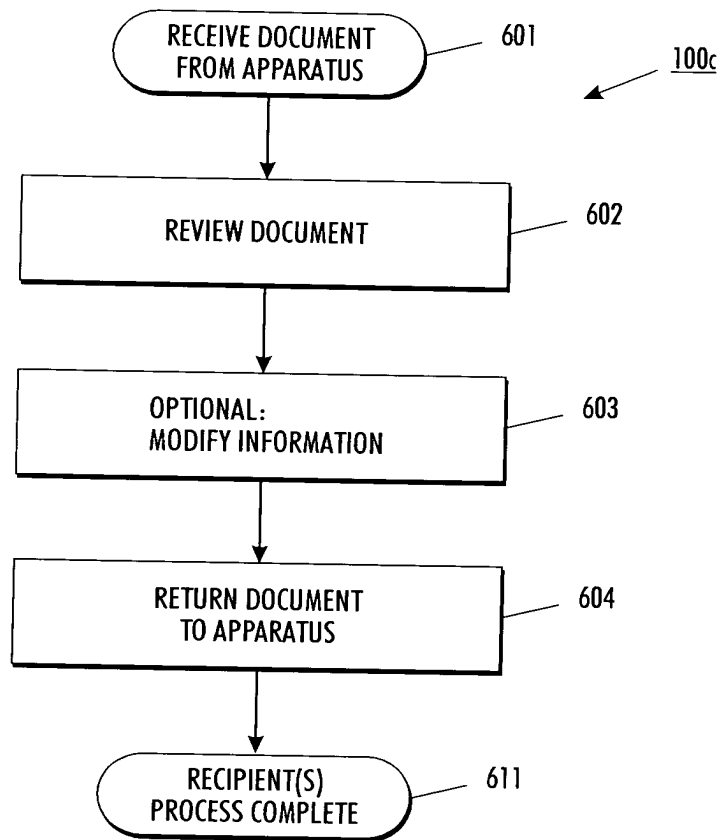 RECEIVE DOCUMENT
FROM APPARATUS
601
100c
REVIEW DOCUMENT
602
OPTIONAL:
MODIFY INFORMATION
603
RETURN DOCUMENT
TO APPARATUS
604
RECIPIENT(S)
PROCESS COMPLETE
611